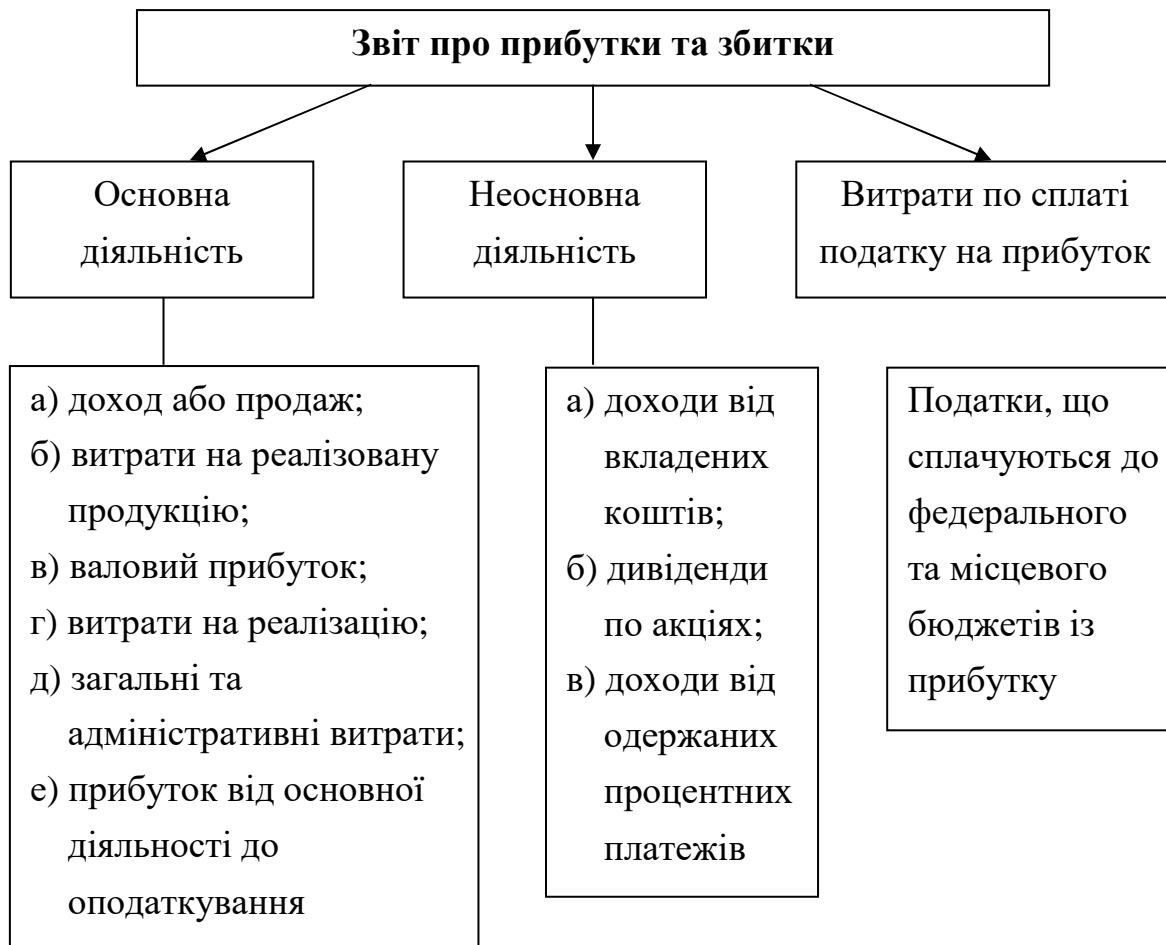 Звіт про прибутки та збитки
Основна
діяльність
Неосновна
діяльність
Витрати по сплаті
податку на прибуток
а) доход або продаж;
б) витрати на реалізовану
продукцію;
в) валовий прибуток;
г) витрати на реалізацію;
д) загальні та
адміністративні витрати;
е) прибуток від основної
діяльності до
оподаткування
а) доходи від
вкладених
коштів;
б) дивіденди
по акціях;
в) доходи від
одержаних
процентних
платежів
Податки, що
сплачуються до
федерального
та місцевого
бюджетів із
прибутку